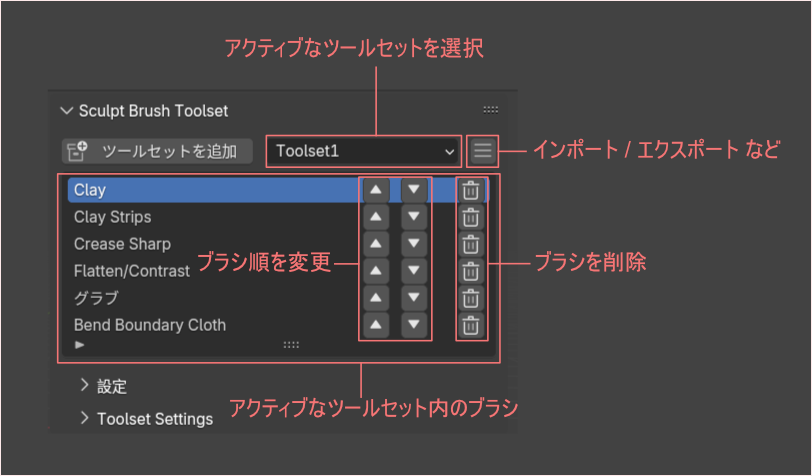 アクティブなツールセットを選択
Sculpt Brush Toolset
ツールセットを追加
Toolset1
インポート / エクスポート など
Clay
Clay Strips
Crease Sharp
Flatten/Contrast
グラブ
Bend Boundary Cloth
ブラシ順を変更
ブラシを削除
設定
アクティブなツールセット内のブラシ
Toolset Settings